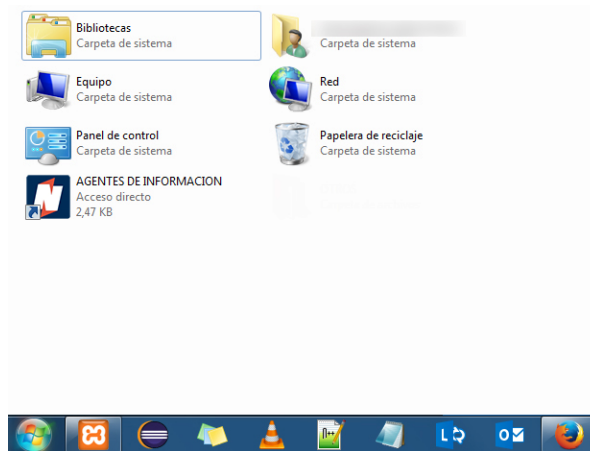 Bibliotecas
Carpeta de sistema
Carpeta de sistema
Equipo
Carpeta de sistema
Red
Carpeta de sistema
Panel de control
Carpeta de sistema
Papelera de reciclaje
Carpeta de sistema
AGENTES DE INFORMACION
Acceso directo
2,47 KB